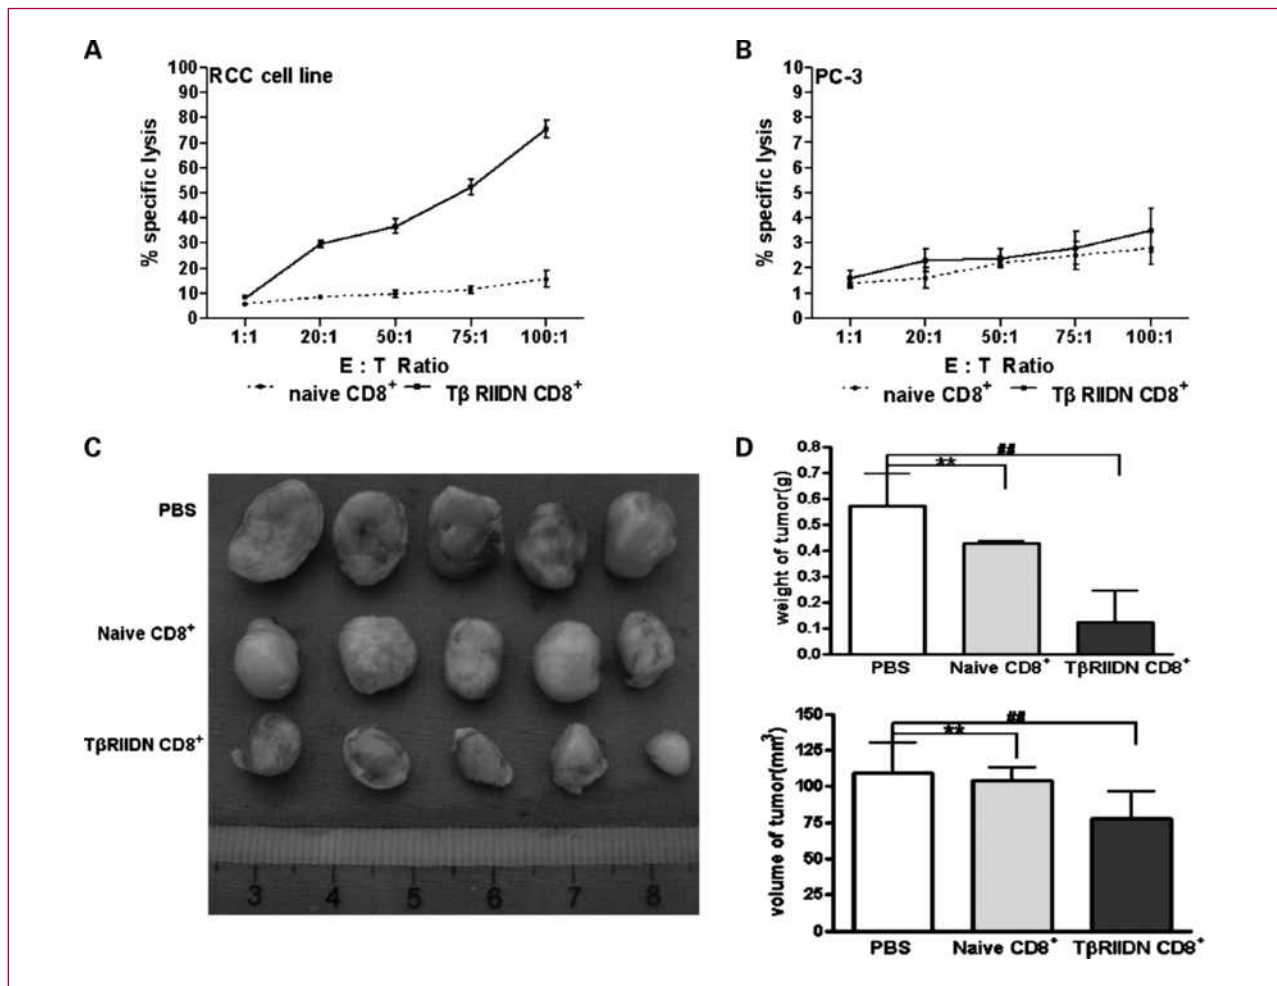 A
RCC cell line
100
90
80
70
60
50
40
30
20
10
0
% specific lysis
1:1 20:1 50:1 75:1 100:1
E : T Ratio
naive CD8⁺ Tβ RIIDN CD8⁺
B
PC-3
10
9
8
7
6
5
4
3
2
1
0
% specific lysis
1:1 20:1 50:1 75:1 100:1
E : T Ratio
naive CD8⁺ Tβ RIIDN CD8⁺
C
PBS
Naive CD8⁺
TβRIIDN CD8⁺
3 4 5 6 7 8
D
##
**
0.8
0.7
0.6
0.5
0.4
0.3
0.2
0.1
0.0
weight of tumor(g)
PBS Naive CD8⁺ TβRIIDN CD8⁺
##
**
150
125
100
75
50
25
0
volume of tumor(mm³)
PBS Naive CD8⁺ TβRIIDN CD8⁺